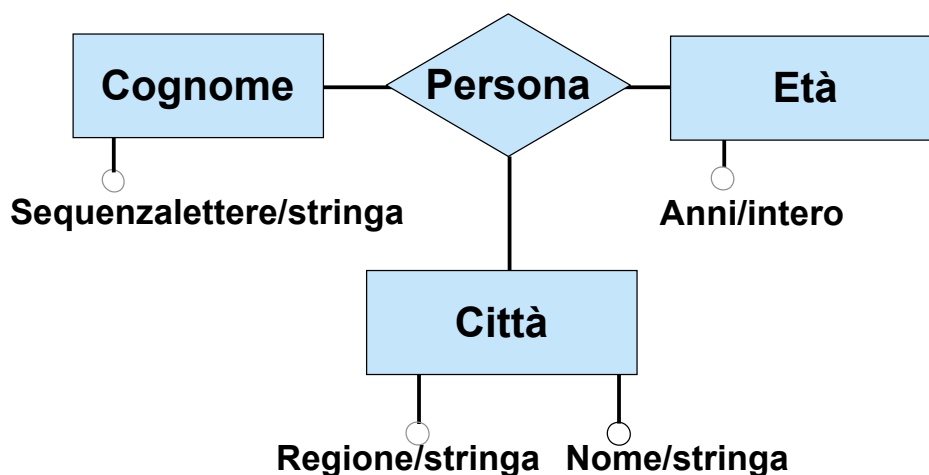 Cognome
Persona
Età
Sequenzalettere/stringa
Anni/intero
Città
Regione/stringa
Nome/stringa